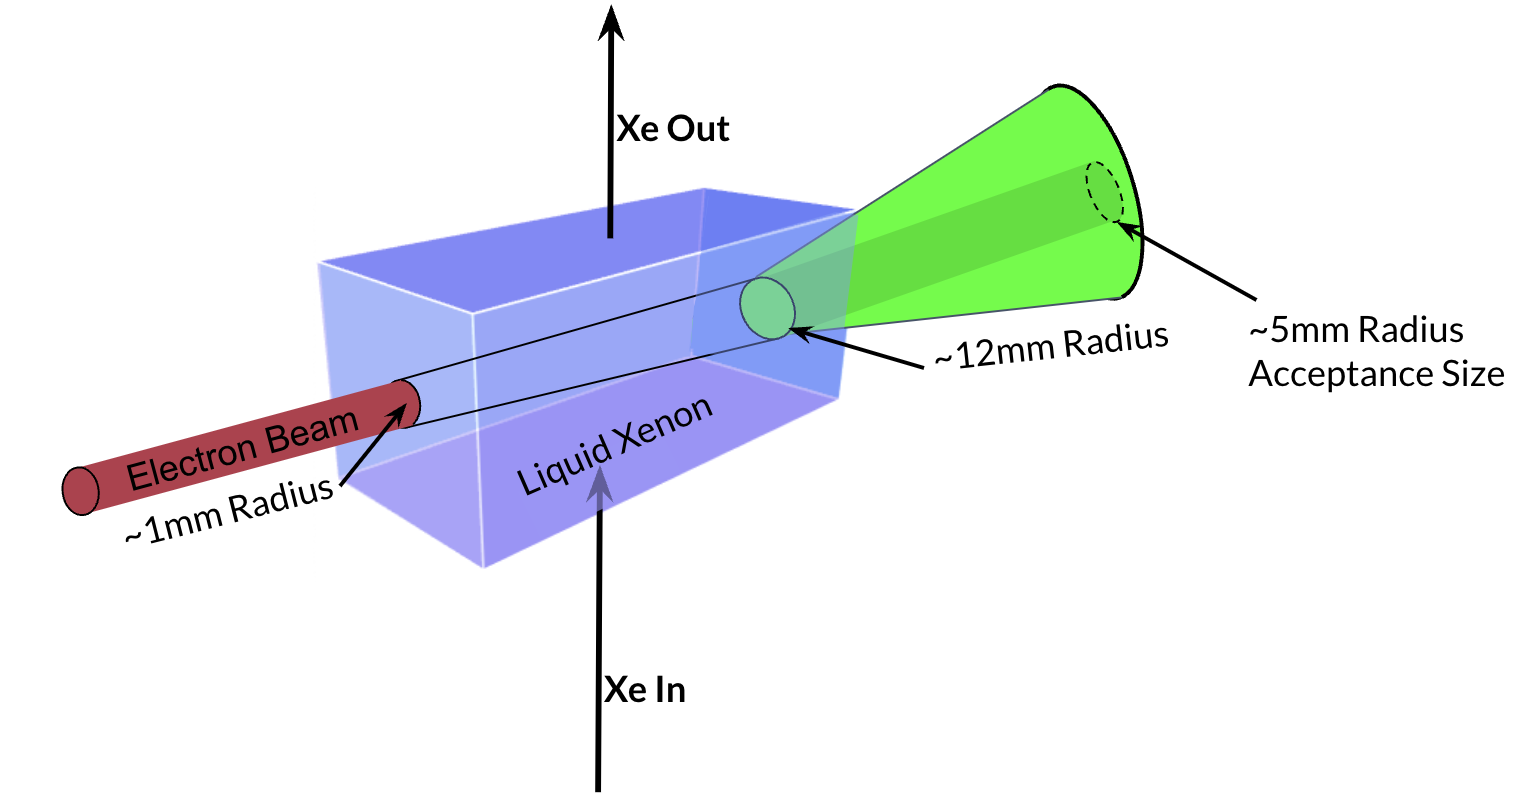 Xe Out
~12mm Radius
~5mm Radius
Acceptance Size
Electron Beam
~1mm Radius
Liquid Xenon
Xe In